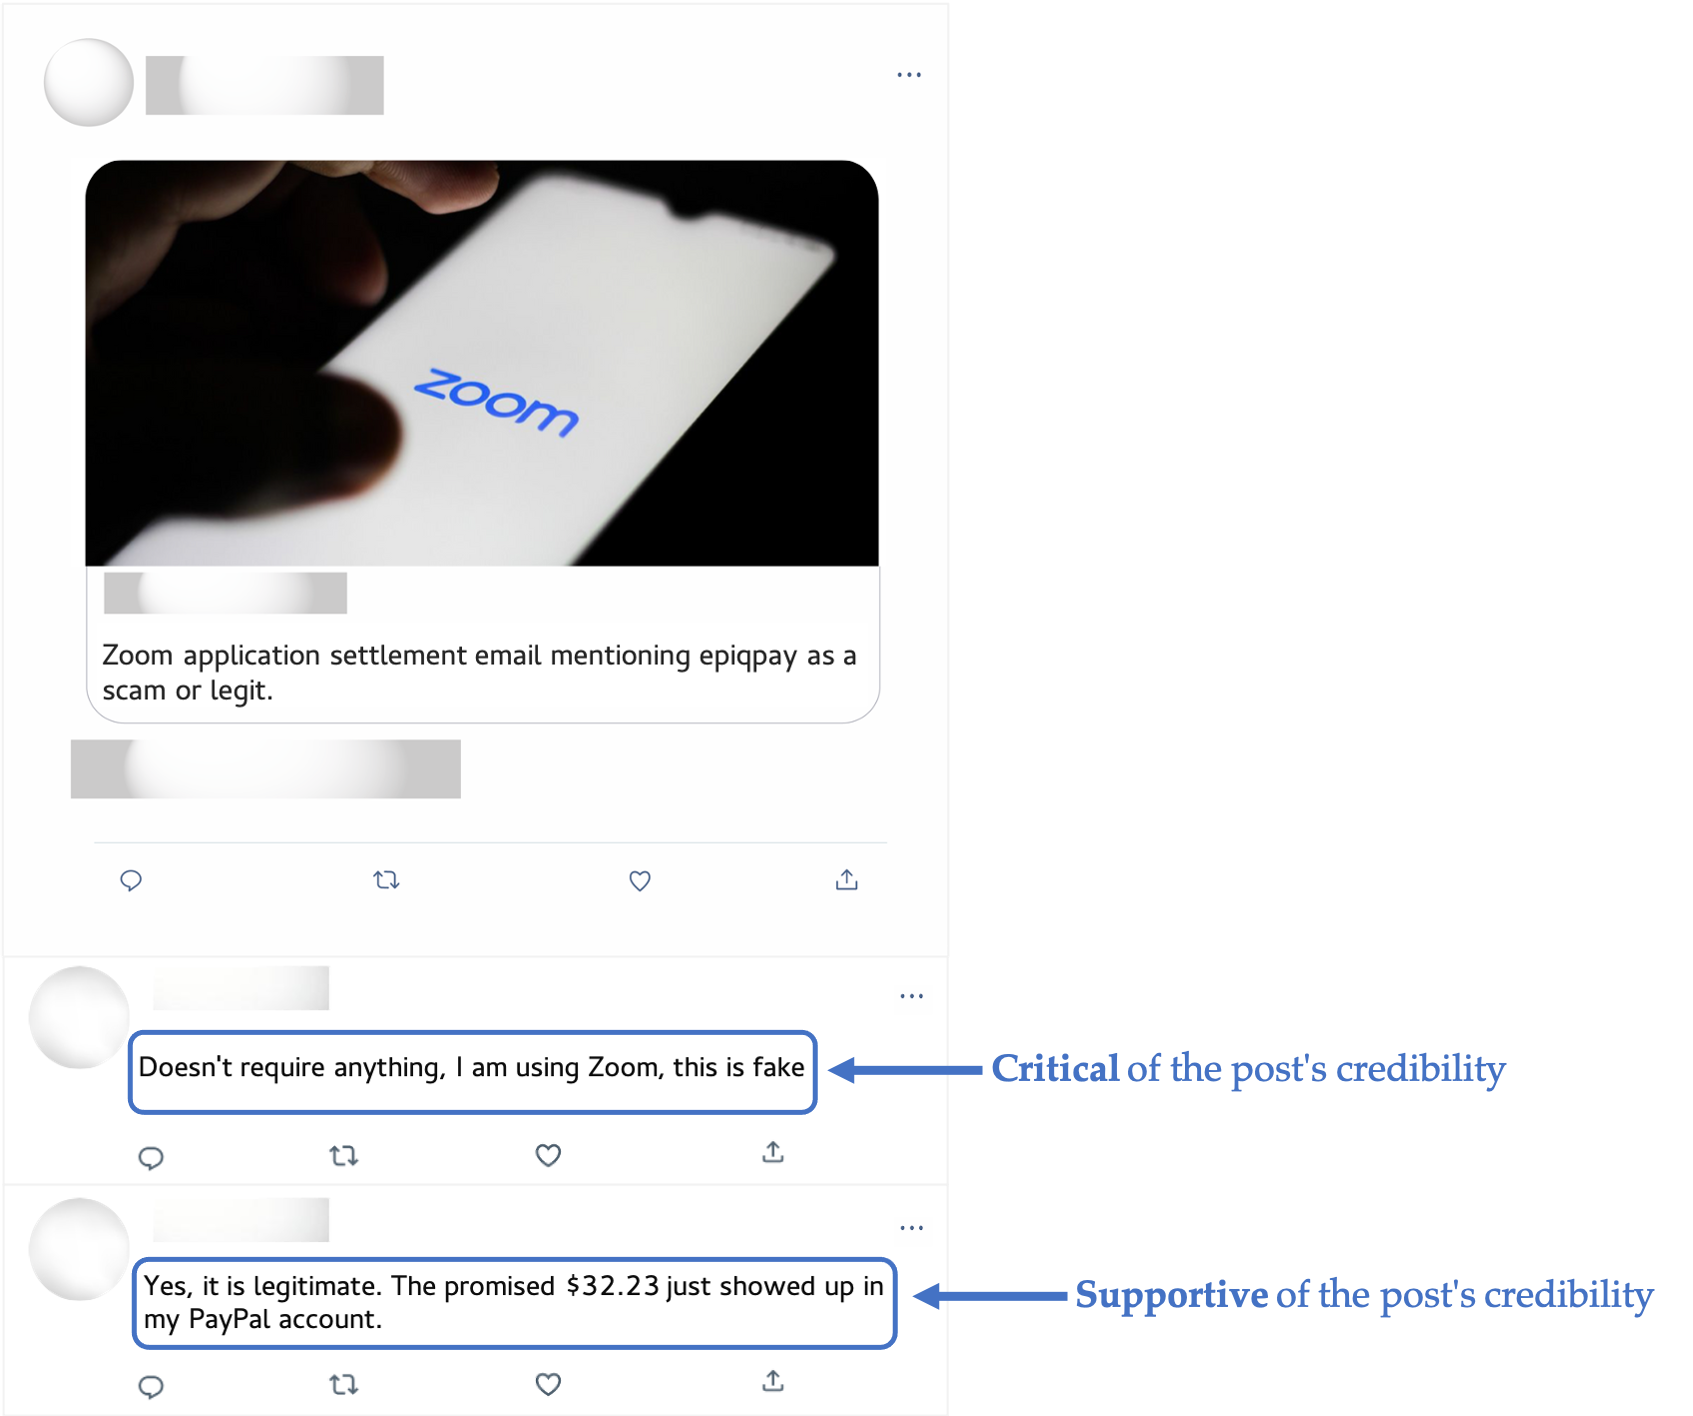 zoom
Zoom application settlement email mentioning epiqpay as a
scam or legit.
Doesn't require anything, I am using Zoom, this is fake
Critical of the post's credibility
Yes, it is legitimate. The promised $32.23 just showed up in
my PayPal account.
Supportive of the post's credibility